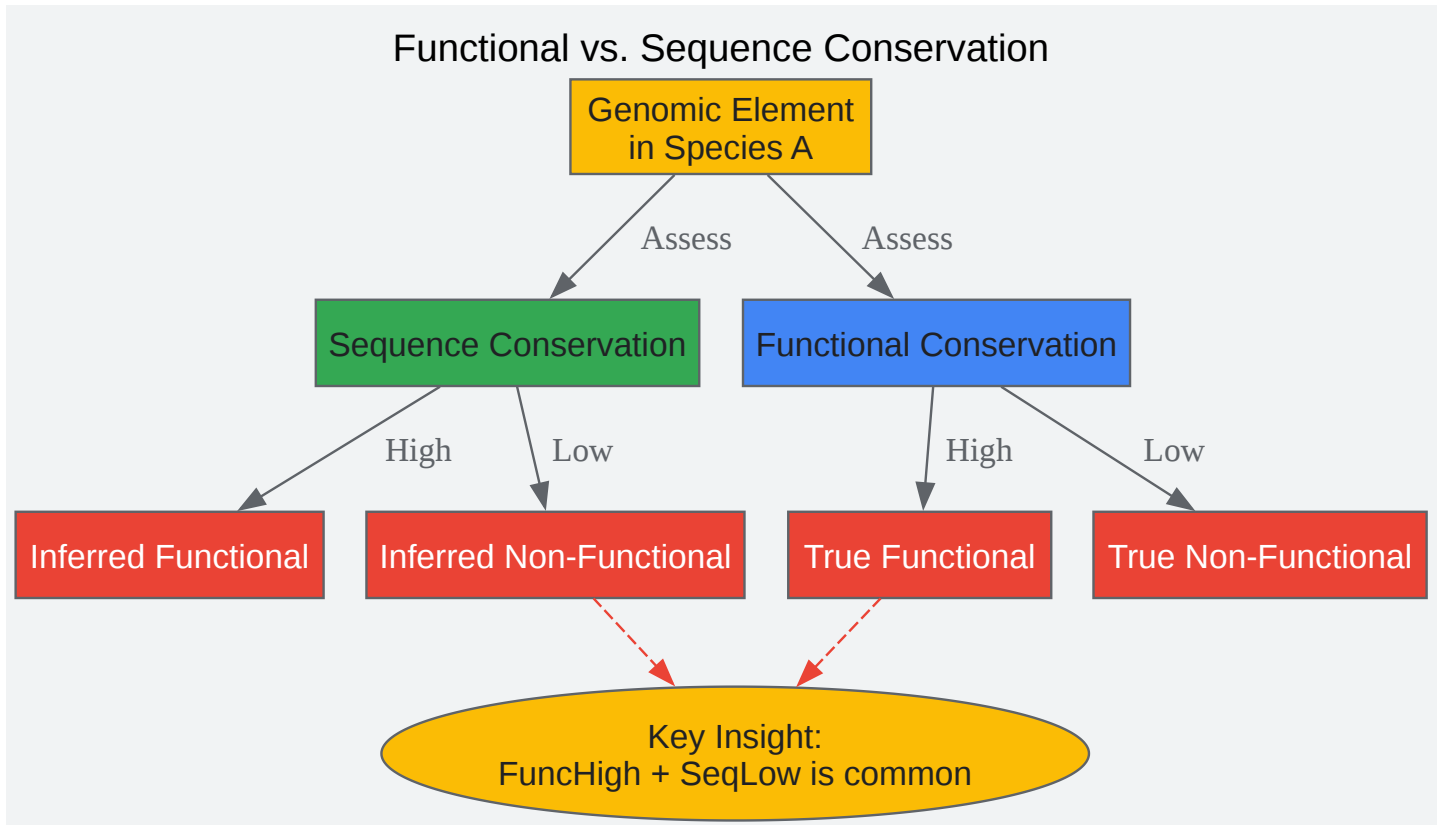 Functional vs. Sequence Conservation
Genomic Element
in Species A
Assess
Assess
Sequence Conservation
Functional Conservation
High
Low
High
Low
Inferred Functional
Inferred Non-Functional
True Functional
True Non-Functional
Key Insight:
FuncHigh + SeqLow is common